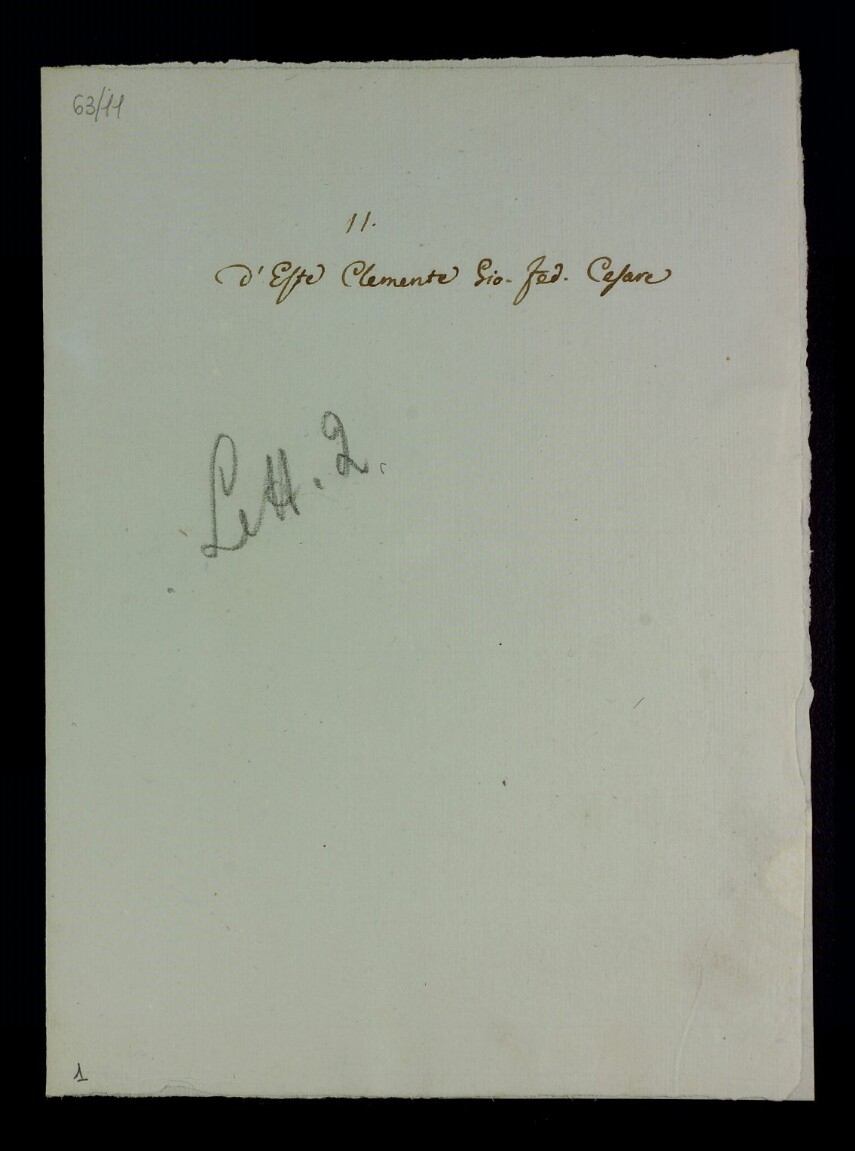 63/11
11.
D'Este Clemente Gio. Fed. Cesare
Lett. 2.
1